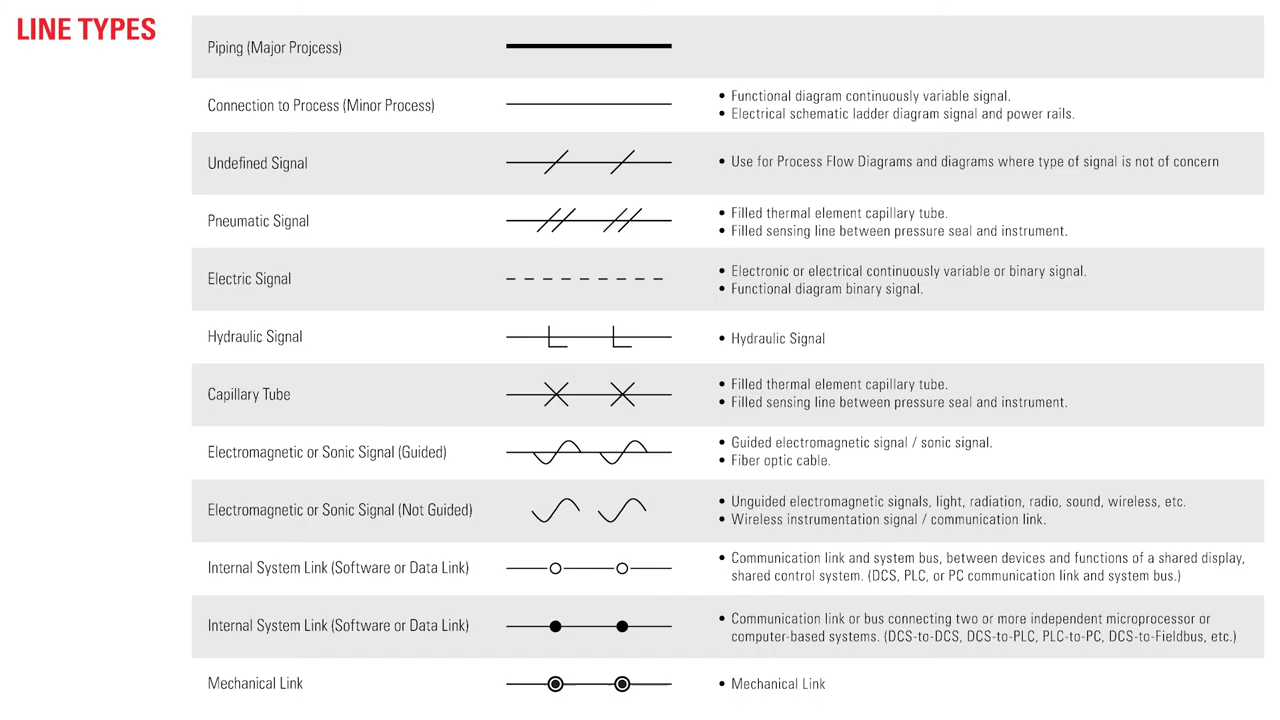 LINE TYPES
Piping (Major Projcess)
Connection to Process (Minor Process)
• Functional diagram continuously variable signal.
• Electrical schematic ladder diagram signal and power rails.
Undefined Signal
• Use for Process Flow Diagrams and diagrams where type of signal is not of concern
Pneumatic Signal
• Filled thermal element capillary tube.
• Filled sensing line between pressure seal and instrument.
Electric Signal
• Electronic or electrical continuously variable or binary signal.
• Functional diagram binary signal.
Hydraulic Signal
• Hydraulic Signal
Capillary Tube
• Filled thermal element capillary tube.
• Filled sensing line between pressure seal and instrument.
Electromagnetic or Sonic Signal (Guided)
• Guided electromagnetic signal / sonic signal.
• Fiber optic cable.
Electromagnetic or Sonic Signal (Not Guided)
• Unguided electromagnetic signals, light, radiation, radio, sound, wireless, etc.
• Wireless instrumentation signal / communication link.
Internal System Link (Software or Data Link)
• Communication link and system bus, between devices and functions of a shared display,
shared control system. (DCS, PLC, or PC communication link and system bus.)
Internal System Link (Software or Data Link)
• Communication link or bus connecting two or more independent microprocessor or
computer-based systems. (DCS-to-DCS, DCS-to-PLC, PLC-to-PC, DCS-to-Fieldbus, etc.)
Mechanical Link
• Mechanical Link